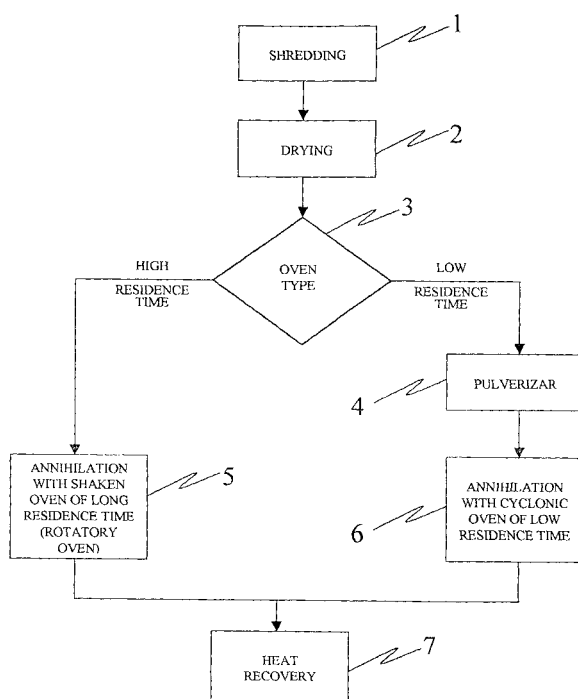 1
SHREDDING
2
DRYING
3
OVEN
TYPE
HIGH
RESIDENCE
TIME
LOW
RESIDENCE
TIME
4
PULVERIZAR
ANNIHILATION
WITH SHAKEN
OVEN OF LONG
RESIDENCE TIME
(ROTATORY
OVEN)
5
6
ANNIHILATION
WITH CYCLONIC
OVEN OF LOW
RESIDENCE TIME
HEAT
RECOVERY
7